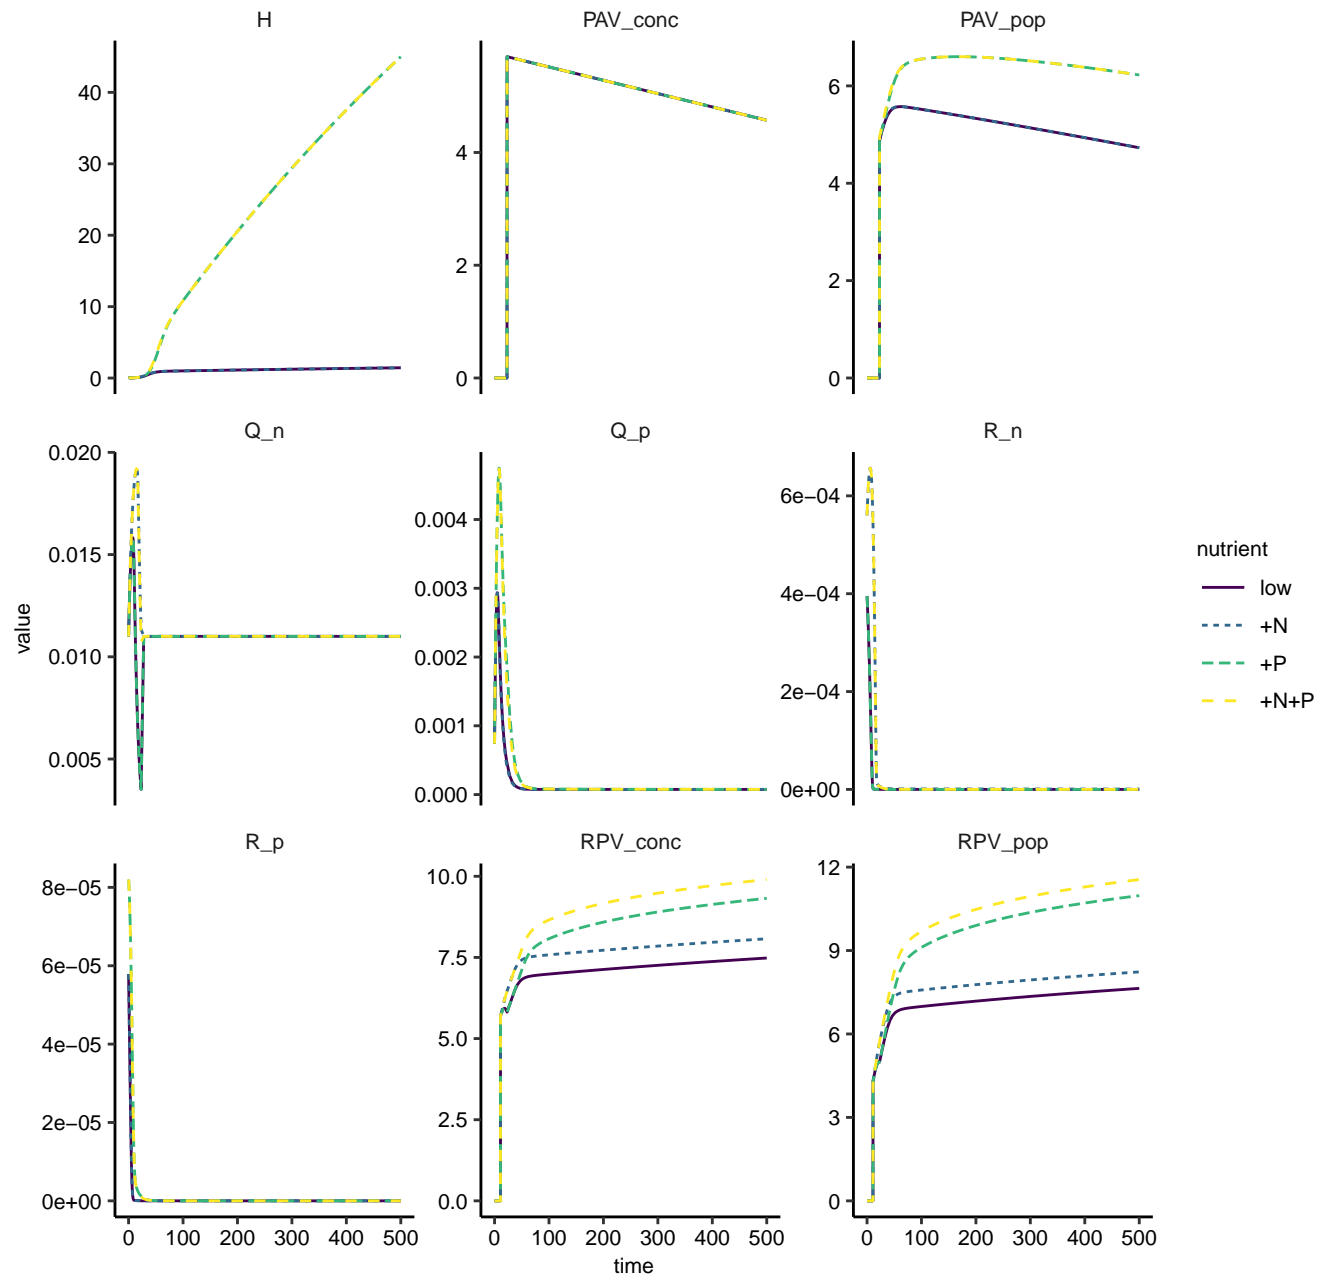 H
PAV_conc
PAV_pop
40
30
20
10
0
4
2
0
6
4
2
0
Q_n
Q_p
R_n
0.020
0.015
0.010
0.005
0.004
0.003
0.002
0.001
0.000
6e−04
4e−04
2e−04
0e+00
R_p
RPV_conc
RPV_pop
8e−05
6e−05
4e−05
2e−05
0e+00
10.0
7.5
5.0
2.5
0.0
12
9
6
3
0
0 100 200 300 400 500
0 100 200 300 400 500
0 100 200 300 400 500
time
value
nutrient
low
+N
+P
+N+P